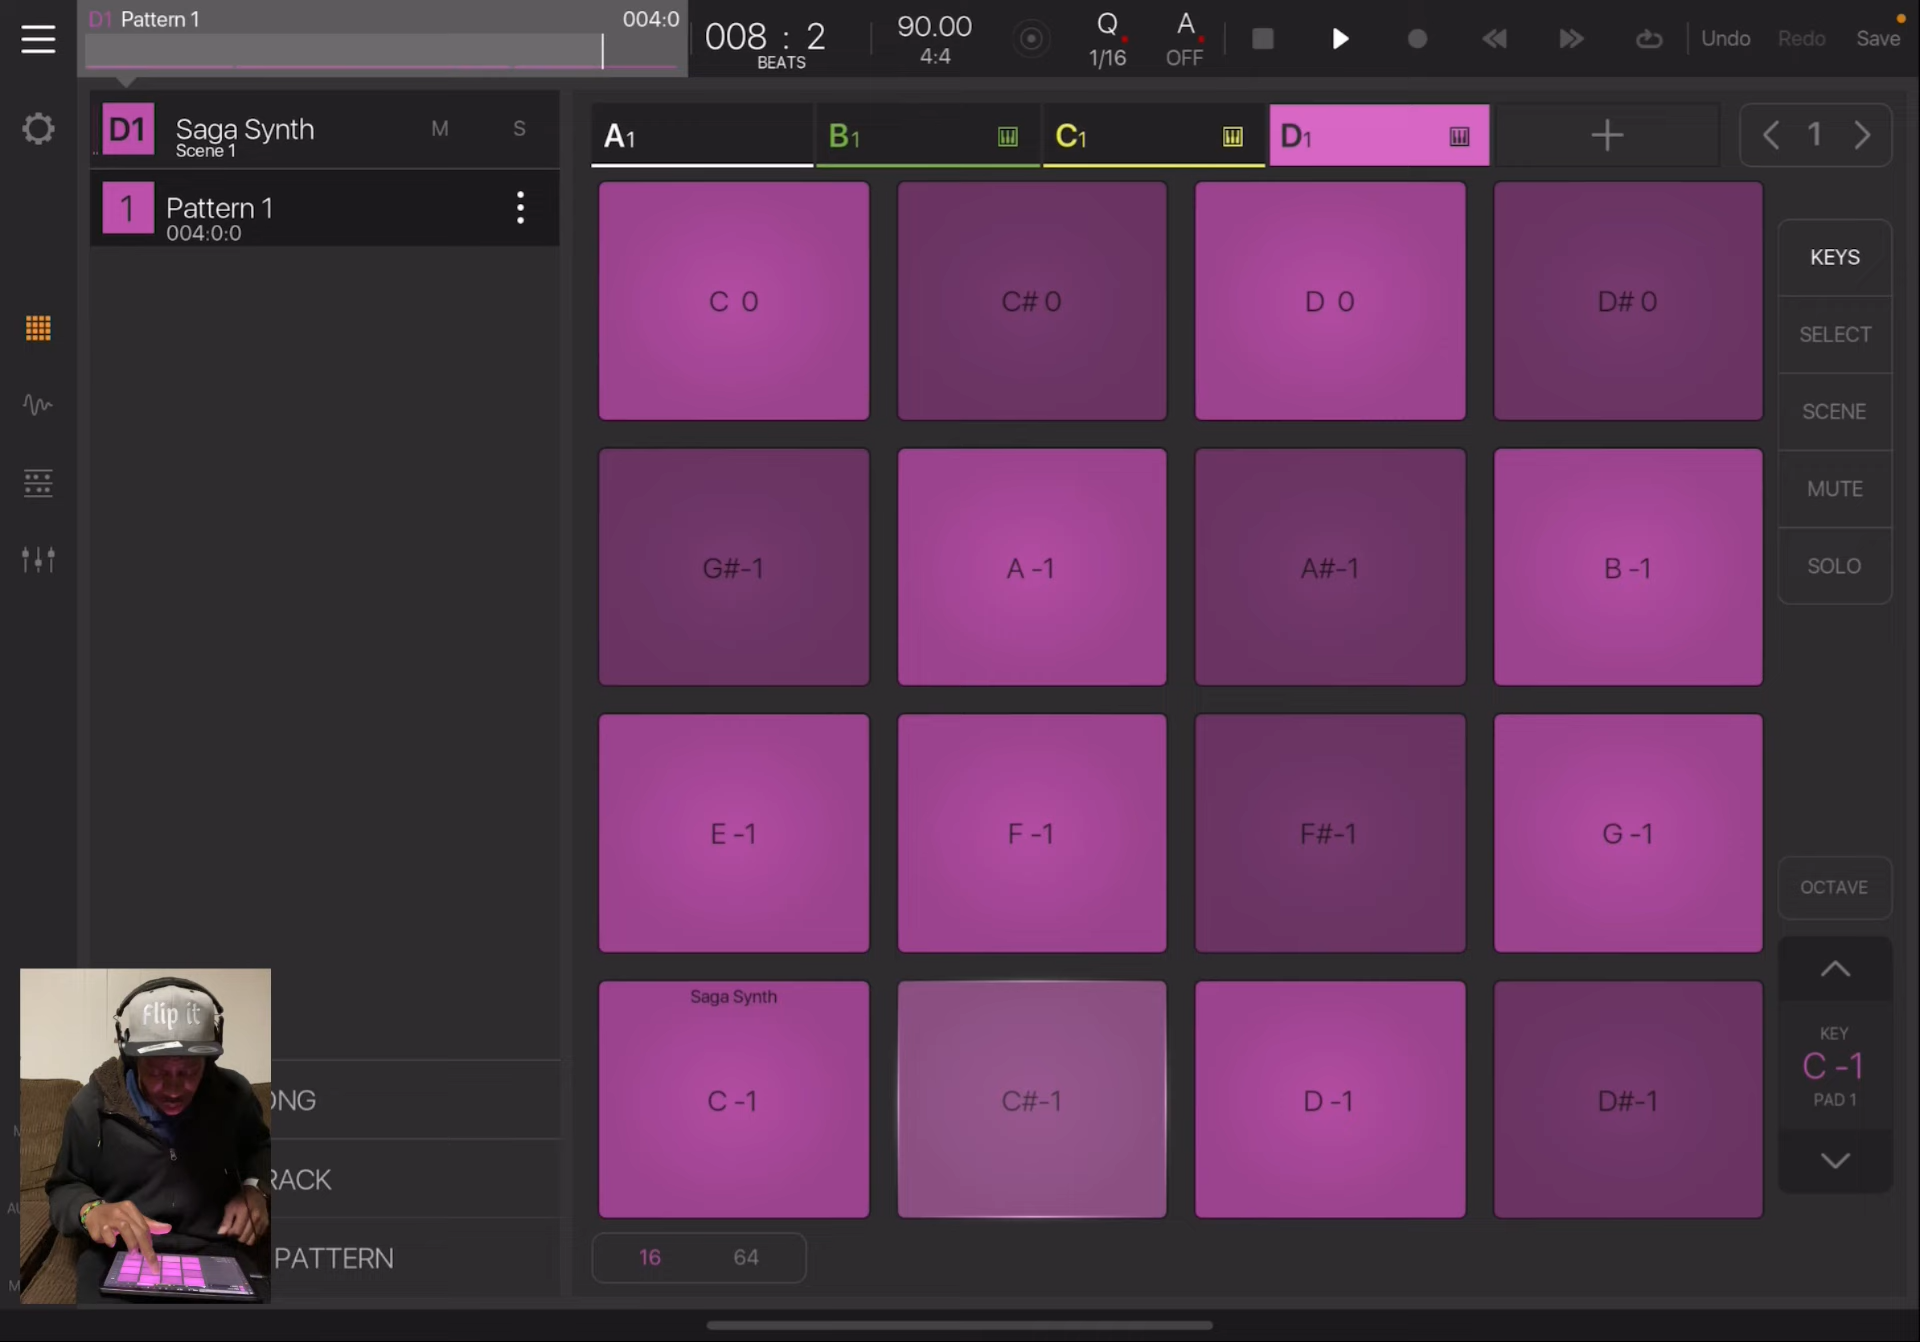 D1 Pattern 1 004:0
008 : 2
BEATS
90.00
4:4
Q
1/16
A
OFF
Undo Redo Save
D1 Saga Synth M S
Scene 1
1 Pattern 1
004:0:0
A1 B1 C1 D1 + 1
C 0 C# 0 D 0 D# 0
G#-1 A -1 A#-1 B -1
E -1 F -1 F#-1 G -1
Saga Synth
C -1 C#-1 D -1 D#-1
16 64
KEYS
SELECT
SCENE
MUTE
SOLO
OCTAVE
KEY
C -1
PAD 1
flip it
ONG
RACK
PATTERN